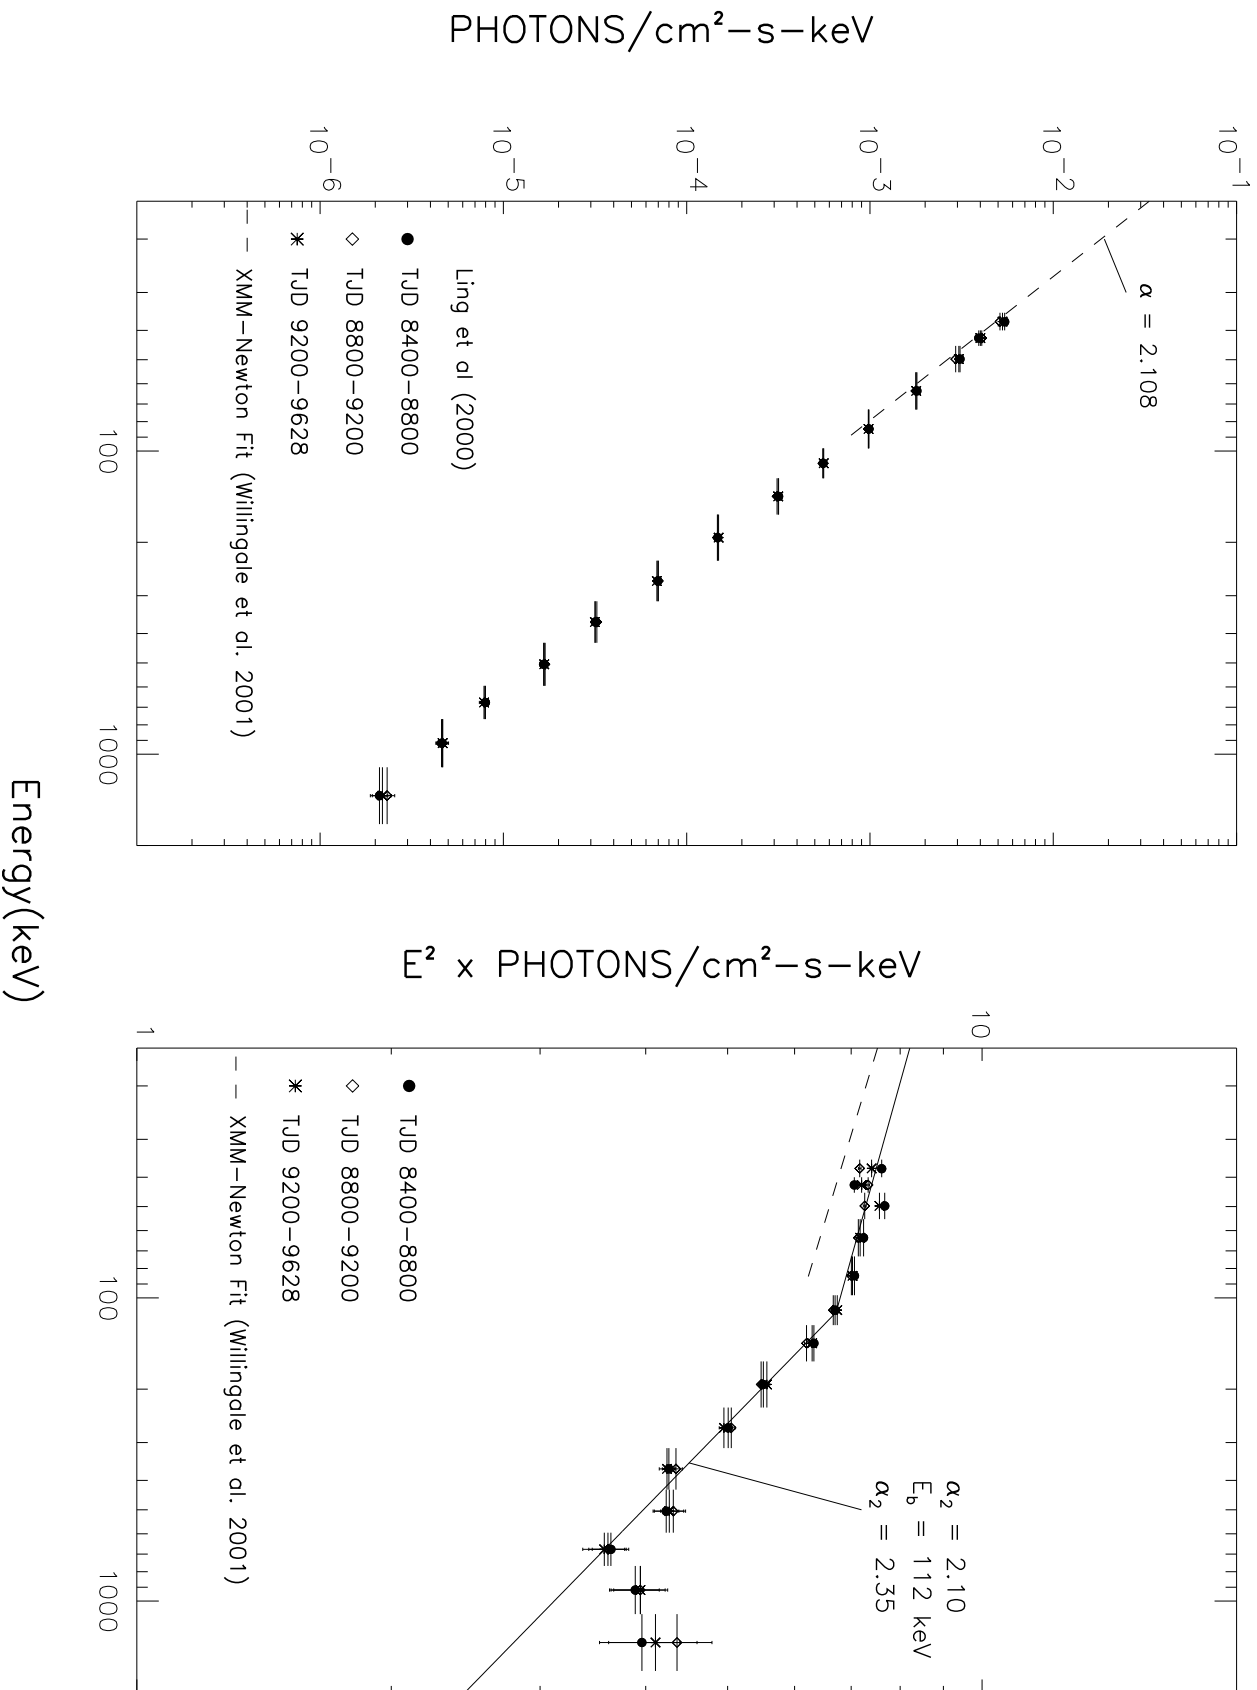 PHOTONS/cm²-s-keV
10⁻¹
10⁻²
10⁻³
10⁻⁴
10⁻⁵
10⁻⁶
α = 2.108
Ling et al (2000)
TJD 8400-8800
TJD 8800-9200
TJD 9200-9628
XMM-Newton Fit (Willingale et al. 2001)
100
1000
Energy(keV)
E² x PHOTONS/cm²-s-keV
10
1
α₂ = 2.10
E_b = 112 keV
α₂ = 2.35
TJD 8400-8800
TJD 8800-9200
TJD 9200-9628
XMM-Newton Fit (Willingale et al. 2001)
100
1000